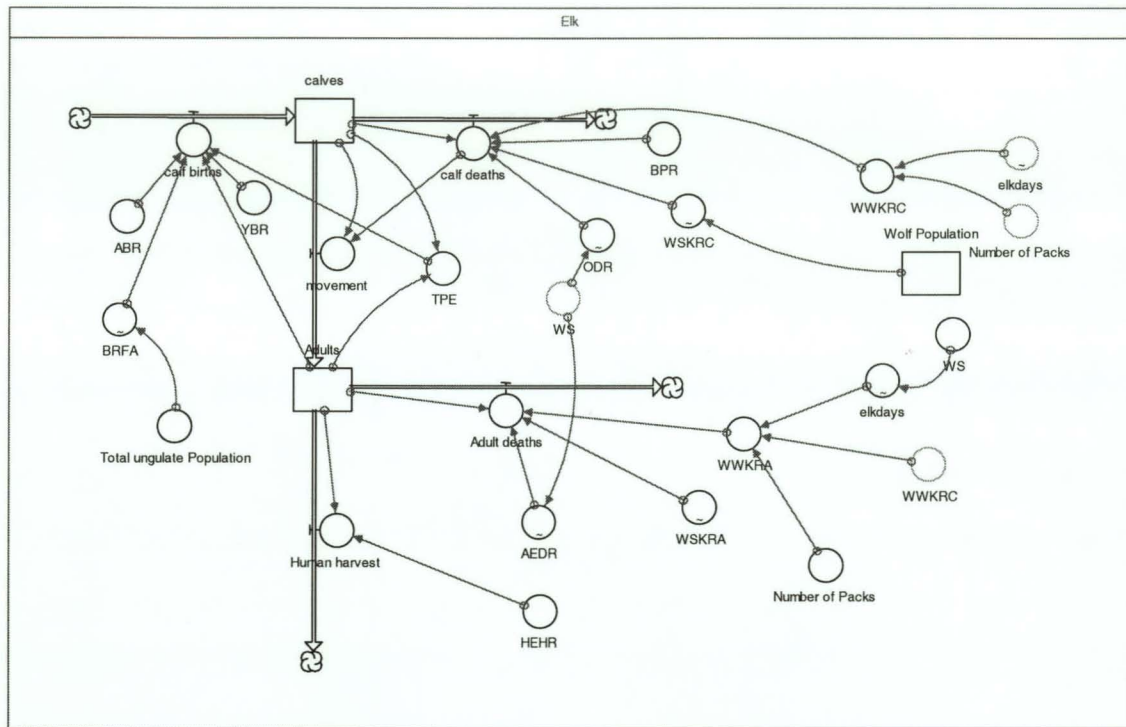 Elk
calves
calf births
calf deaths
BPR
elkdays
WWKRC
ABR
YBR
WSKRC
Wolf Population
Number of Packs
movement
TPE
ODR
WS
BRFA
Adults
WS
elkdays
Total ungulate Population
Adult deaths
WWKRA
WWKRC
AEDR
WSKRA
Human harvest
Number of Packs
HEHR